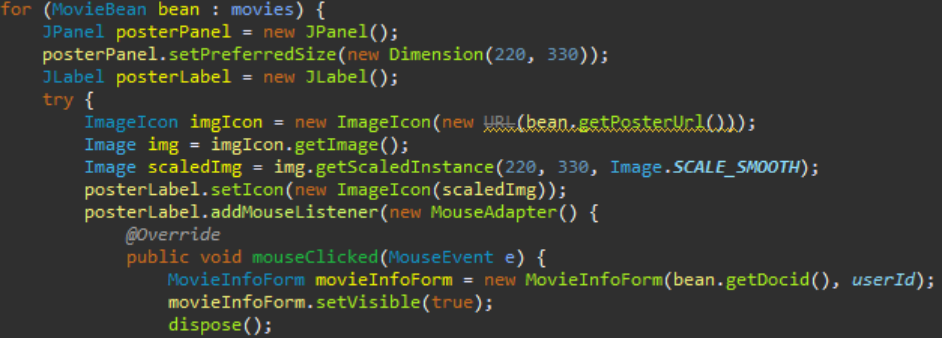 for (MovieBean bean : movies) {
JPanel posterPanel = new JPanel();
posterPanel.setPreferredSize(new Dimension(220, 330));
JLabel posterLabel = new JLabel();
try {
ImageIcon imgIcon = new ImageIcon(new URL(bean.getPosterUrl()));
Image img = imgIcon.getImage();
Image scaledImg = img.getScaledInstance(220, 330, Image.SCALE_SMOOTH);
posterLabel.setIcon(new ImageIcon(scaledImg));
posterLabel.addMouseListener(new MouseAdapter() {
@Override
public void mouseClicked(MouseEvent e) {
MovieInfoForm movieInfoForm = new MovieInfoForm(bean.getDocid(), userId);
movieInfoForm.setVisible(true);
dispose();